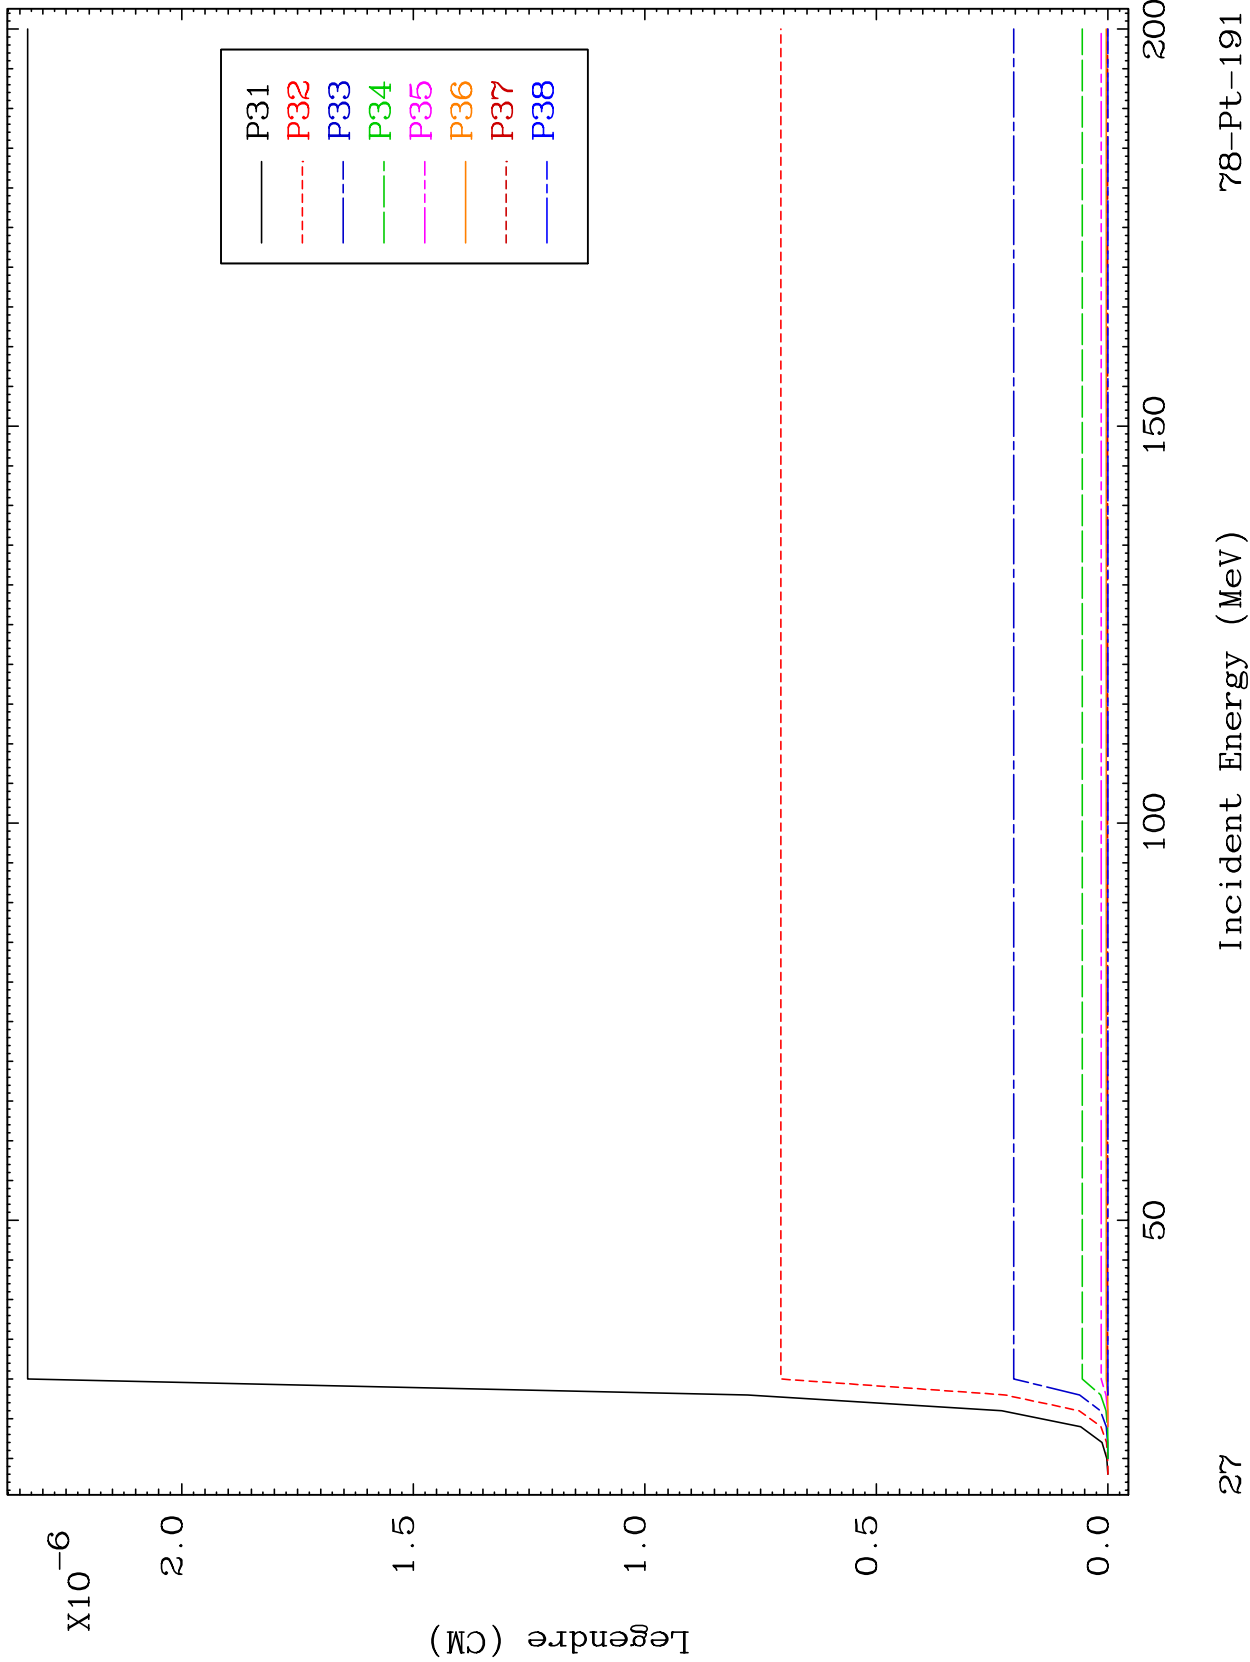 X10-6
Legendre (CM)
2.0
1.5
1.0
0.5
0.0
P31
P32
P33
P34
P35
P36
P37
P38
50
100
150
200
Incident Energy (MeV)
27
78-Pt-191